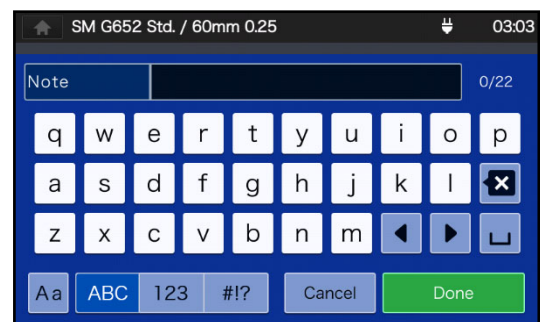 SM G652 Std. / 60mm 0.25 03:03
Note 0/22
q w e r t y u i o p
a s d f g h j k l
z x c v b n m
Aa ABC 123 #!? Cancel Done